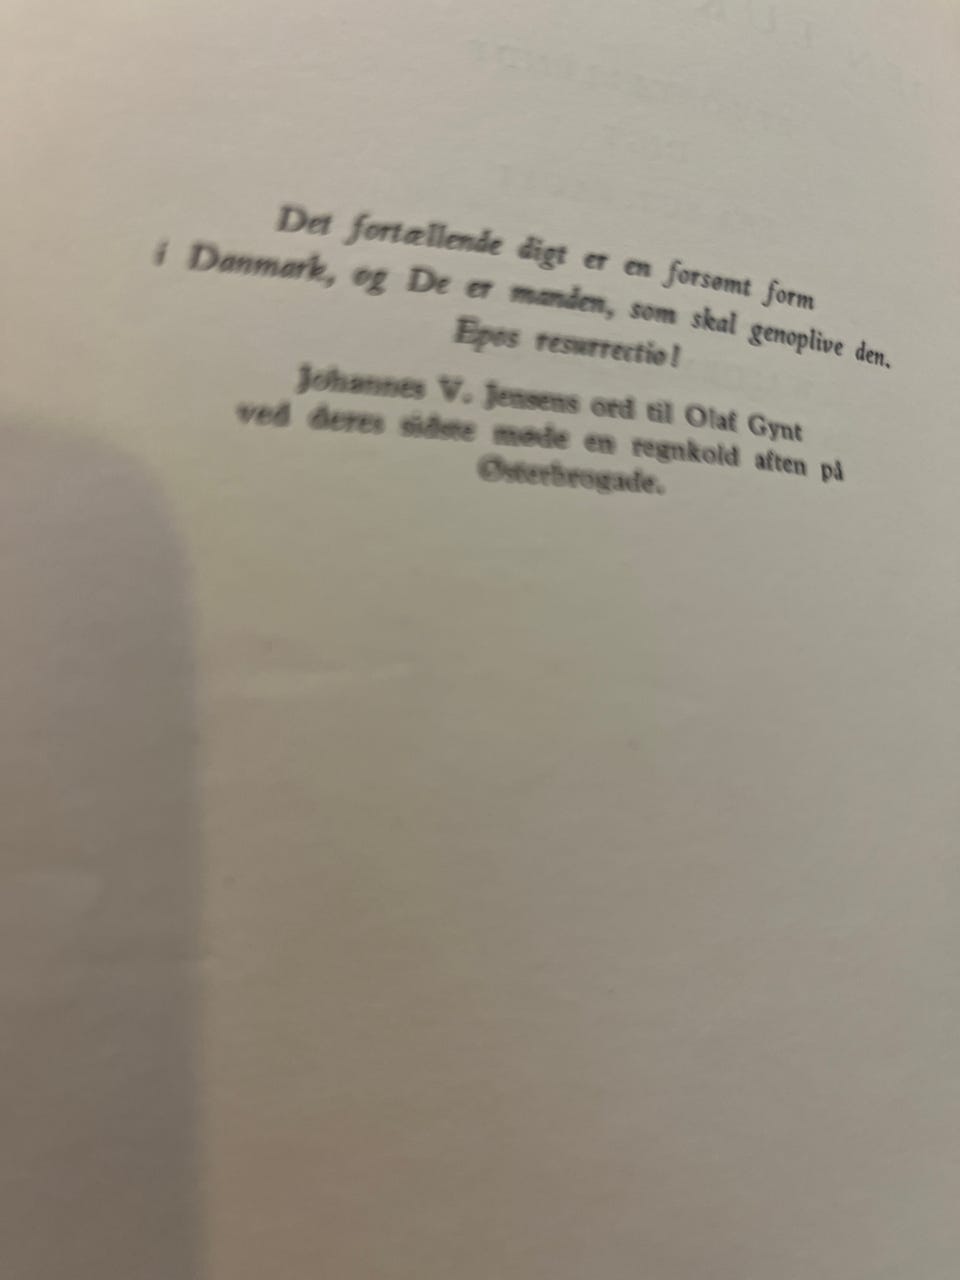 Det fortællende digt er en forsømt form
i Danmark, og De er manden, som skal genoplive den.
Epos resurrectio!
Johannes V. Jensens ord til Olaf Gynt
ved deres sidste møde en regnkold aften på
Østerbrogade.